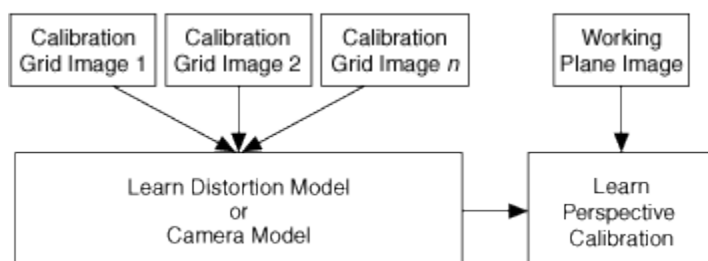 Calibration
Grid Image 1
Calibration
Grid Image 2
Calibration
Grid Image n
Working
Plane Image
Learn Distortion Model
or
Camera Model
Learn
Perspective
Calibration